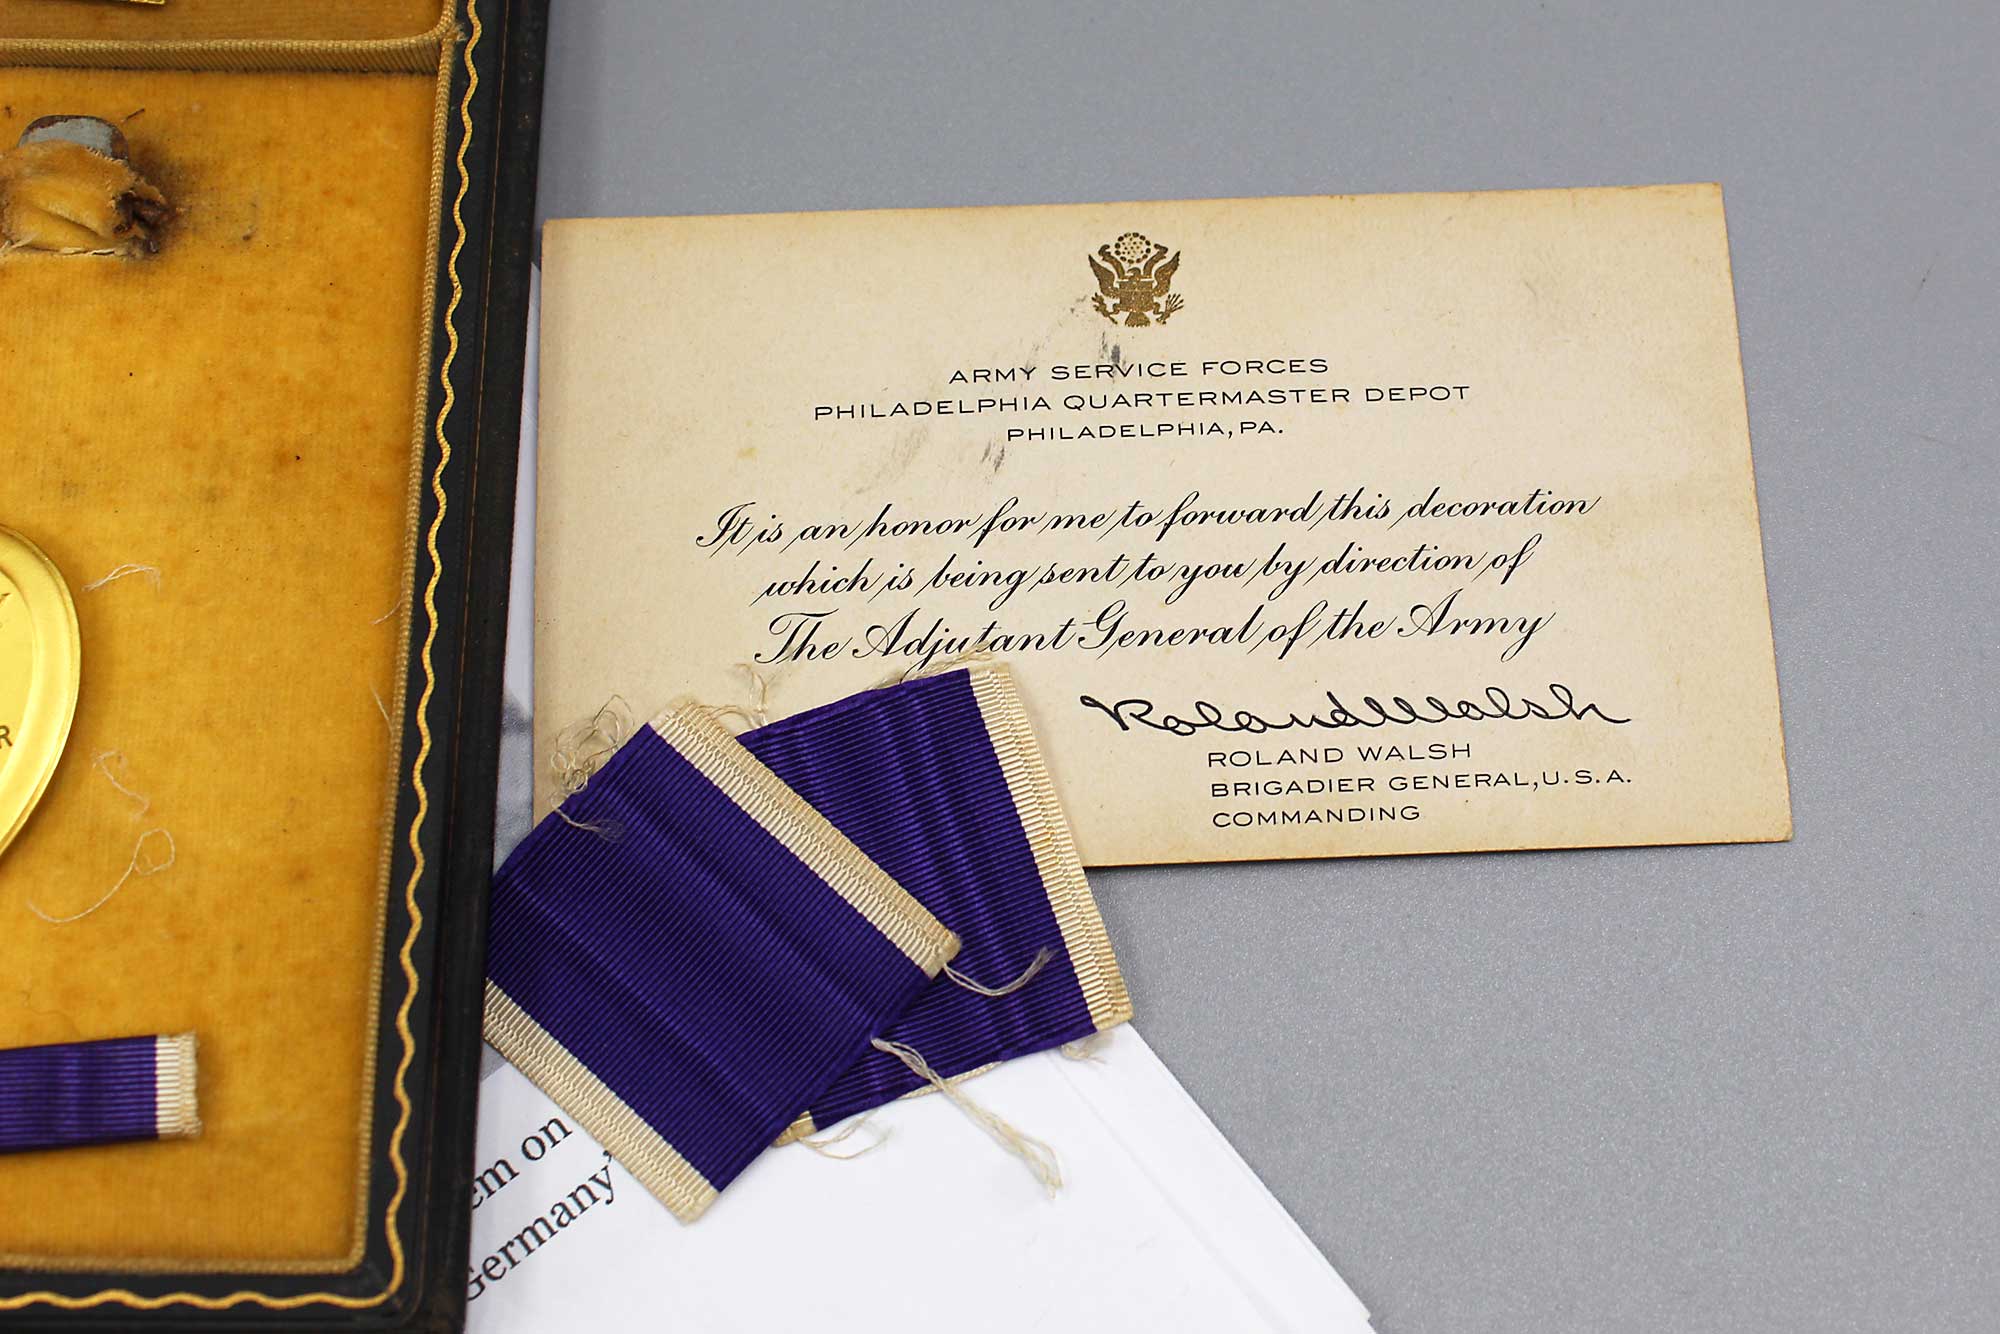 ARMY SERVICE FORCES
PHILADELPHIA QUARTERMASTER DEPOT
PHILADELPHIA, PA.
It is an honor for me to forward this decoration
which is being sent to you by direction of
The Adjutant General of the Army
Roland Walsh
ROLAND WALSH
BRIGADIER GENERAL, U.S.A.
COMMANDING
on
Germany'